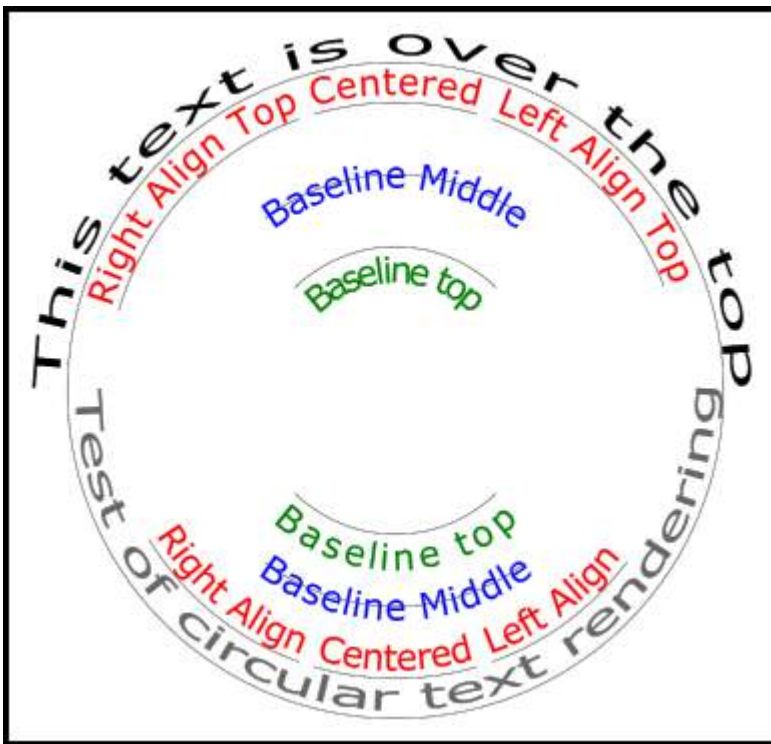 This text is over the top
Right Align Top Centered Left Align Top
Baseline Middle
Baseline top
Baseline top
Baseline Middle
Right Align Centered Left Align
Test of circular text rendering